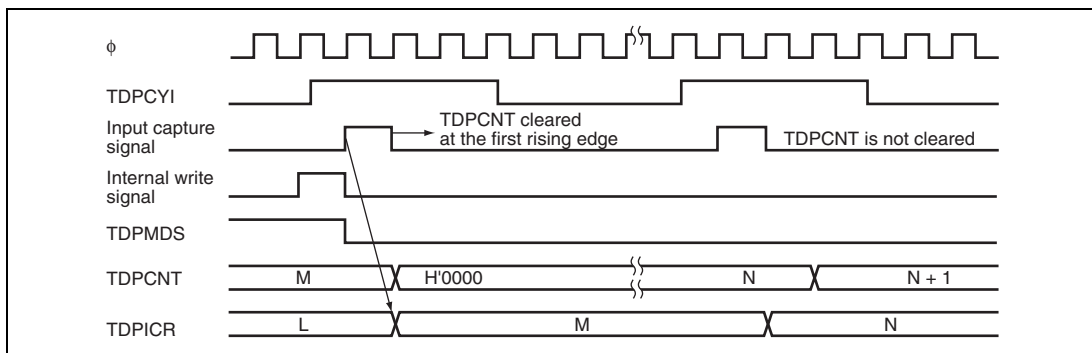 ϕ
TDPCYI
Input capture
signal
TDPCNT cleared
at the first rising edge
TDPCNT is not cleared
Internal write
signal
TDPMDS
TDPCNT
M
H'0000
N
N + 1
TDPICR
L
M
N